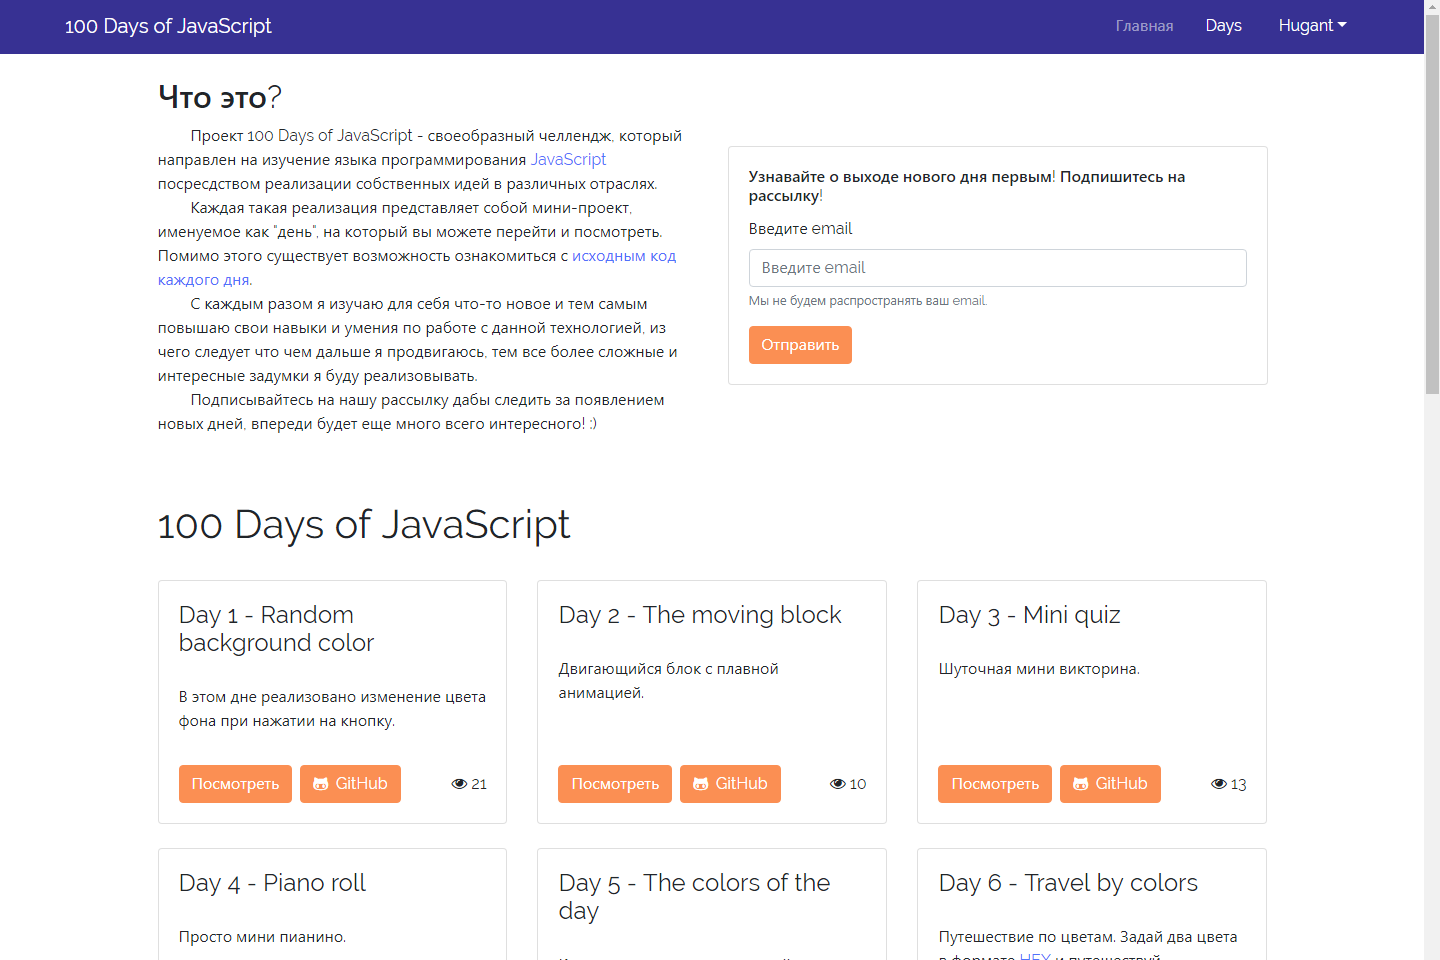 100 Days of JavaScript
Главная Days Hugant
Что это?
Проект 100 Days of JavaScript - своеобразный челлендж, который
направлен на изучение языка программирования JavaScript
посредством реализации собственных идей в различных отраслях.
Каждая такая реализация представляет собой мини-проект,
именуемое как "день", на который вы можете перейти и посмотреть.
Помимо этого существует возможность ознакомиться с исходным код
каждого дня.
С каждым разом я изучаю для себя что-то новое и тем самым
повышаю свои навыки и умения по работе с данной технологией, из
чего следует что чем дальше я продвигаюсь, тем все более сложные и
интересные задумки я буду реализовывать.
Подписывайтесь на нашу рассылку дабы следить за появлением
новых дней, впереди будет еще много всего интересного! :)
Узнавайте о выходе нового дня первым! Подпишитесь на
рассылку!
Введите email
Введите email
Мы не будем распространять ваш email.
Отправить
100 Days of JavaScript
Day 1 - Random
background color
В этом дне реализовано изменение цвета
фона при нажатии на кнопку.
Посмотреть GitHub 21
Day 2 - The moving block
Двигающийся блок с плавной
анимацией.
Посмотреть GitHub 10
Day 3 - Mini quiz
Шуточная мини викторина.
Посмотреть GitHub 13
Day 4 - Piano roll
Просто мини пианино.
Day 5 - The colors of the
day
Day 6 - Travel by colors
Путешествие по цветам. Задай два цвета
в формате HEX и путешествуй